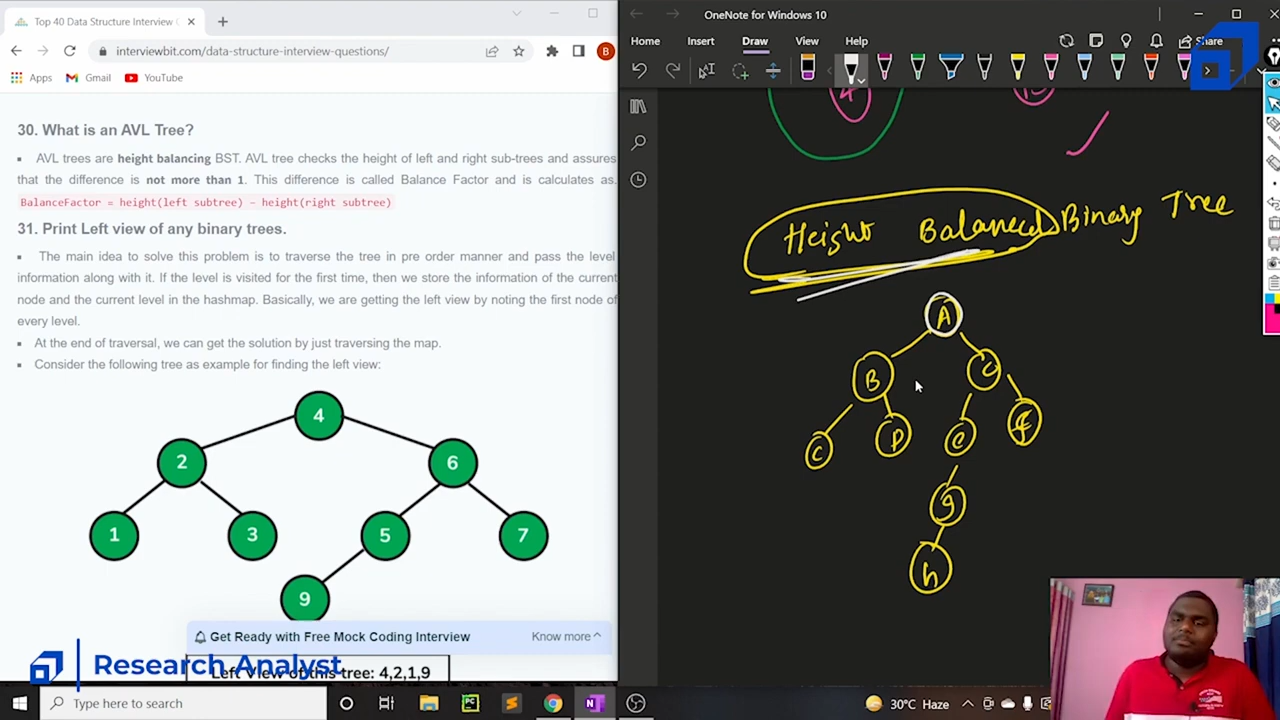 Top 40 Data Structure Interview
interviewbit.com/data-structure-interview-questions/
B
Apps
Gmail
YouTube
30. What is an AVL Tree?
AVL trees are height balancing BST. AVL tree checks the height of left and right sub-trees and assures
that the difference is not more than 1. This difference is called Balance Factor and is calculates as.
BalanceFactor = height(left subtree) – height(right subtree)
31. Print Left view of any binary trees.
The main idea to solve this problem is to traverse the tree in pre order manner and pass the level
information along with it. If the level is visited for the first time, then we store the information of the current
node and the current level in the hashmap. Basically, we are getting the left view by noting the first node of
every level.
At the end of traversal, we can get the solution by just traversing the map.
Consider the following tree as example for finding the left view:
4
2
6
1
3
5
7
9
Get Ready with Free Mock Coding Interview
Know more
Left View of this tree: 4,2,1,9
Research Analyst
OneNote for Windows 10
Home
Insert
Draw
View
Help
Share
4
Height Balanced Binary Tree
A
B
C
C
D
e
f
g
h
Type here to search
30°C Haze